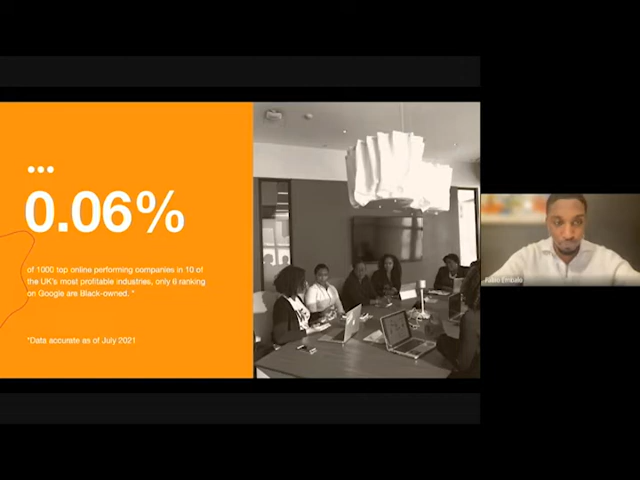 0.06%
of 1000 top online performing companies in 10 of
the UK's most profitable industries, only 6 ranking
on Google are Black-owned. *
*Data accurate as of July 2021